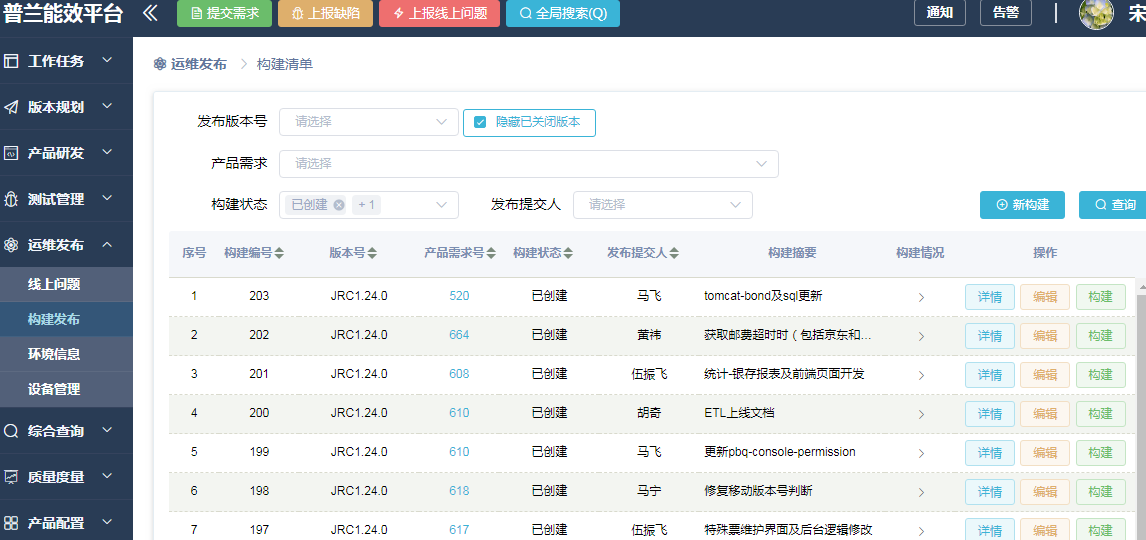 普兰能效平台 提交需求 上报缺陷 上报线上问题 全局搜索(Q) 通知 告警
工作任务
版本规划
产品研发
测试管理
运维发布
线上问题
构建发布
环境信息
设备管理
综合查询
质量度量
产品配置
运维发布 构建清单
发布版本号 请选择 隐藏已关闭版本
产品需求 请选择
构建状态 已创建 + 1 发布提交人 请选择 新构建 查询
序号 构建编号 版本号 产品需求号 构建状态 发布提交人 构建摘要 构建情况 操作
1 203 JRC1.24.0 520 已创建 马飞 tomcat-bond及sql更新 详情 编辑 构建
2 202 JRC1.24.0 664 已创建 黄祎 获取邮费超时时（包括京东和... 详情 编辑 构建
3 201 JRC1.24.0 608 已创建 伍振飞 统计-银存报表及前端页面开发 详情 编辑 构建
4 200 JRC1.24.0 610 已创建 胡奇 ETL上线文档 详情 编辑 构建
5 199 JRC1.24.0 610 已创建 马飞 更新pbq-console-permission 详情 编辑 构建
6 198 JRC1.24.0 618 已创建 马宁 修复移动版本号判断 详情 编辑 构建
7 197 JRC1.24.0 617 已创建 伍振飞 特殊票维护界面及后台逻辑修改 详情 编辑 构建